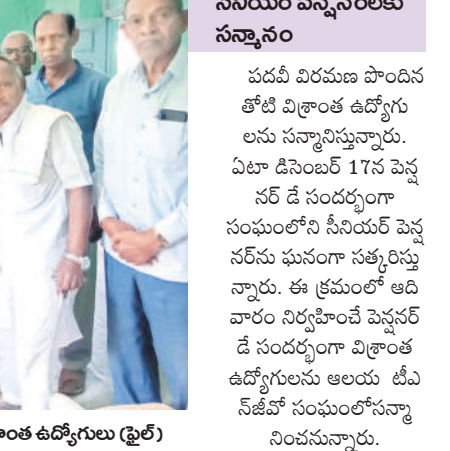 సీనియర్ పెన్షనర్‌లకు
సన్మానం
పదవీ విరమణ పొందిన
తోటి విశ్రాంత ఉద్యోగు
లను సన్మానిస్తున్నారు.
ఏటా డిసెంబర్ 17న పెన్ష
నర్ డే సందర్భంగా
సంఘంలోని సీనియర్ పెన్ష
నర్‌ను ఘనంగా సత్కరిస్తు
న్నారు. ఈ క్రమంలో ఆది
వారం నిర్వహించే పెన్షనర్
డే సందర్భంగా విశ్రాంత
ఉద్యోగులను ఆలయ టీఎ
న్‌జీవో సంఘంలోసన్మా
నించనున్నారు.
ఉద్యోగులు (ఫైల్)